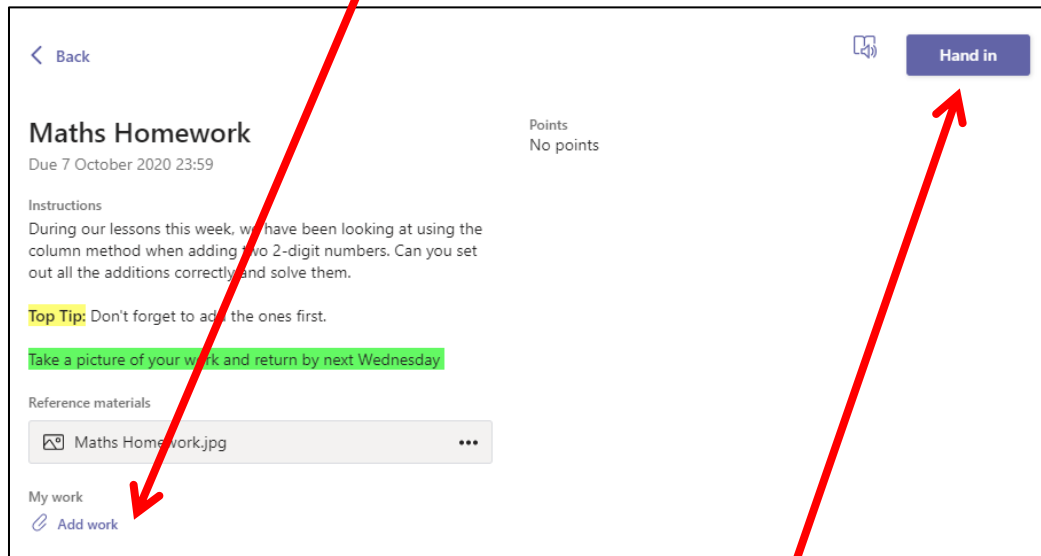 Back
Hand in
Maths Homework
Due 7 October 2020 23:59
Points
No points
Instructions
During our lessons this week, we have been looking at using the
column method when adding two 2-digit numbers. Can you set
out all the additions correctly and solve them.
Top Tip: Don't forget to add the ones first.
Take a picture of your work and return by next Wednesday
Reference materials
Maths Homework.jpg
My work
Add work